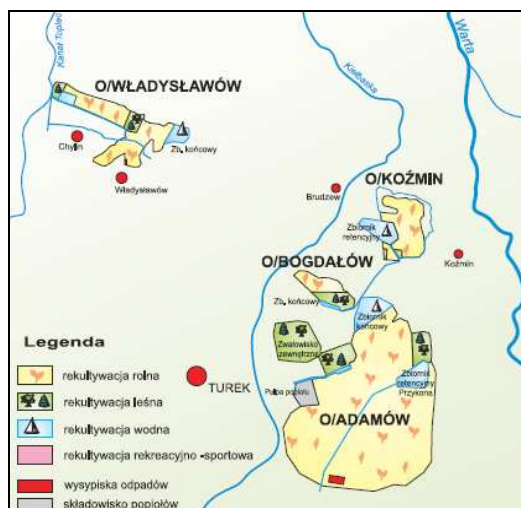 Kanał Topiec
O/WŁADYSŁAWÓW
Chylin
Zb. końcowy
Władysławów
Kiełbaska
Warta
O/KOŹMIN
Brudzew
Zbiornik
retencyjny
Koźmin
O/BOGDAŁÓW
Zb. końcowy
Zbiornik
końcowy
Zwałowisko
zewnętrzne
Zbiornik
retencyjny
Przykona
Pulpa popiołu
O/ADAMÓW
TUREK
Legenda
rekultywacja rolna
rekultywacja leśna
rekultywacja wodna
rekultywacja rekreacyjno -sportowa
wysypiska odpadów
składowisko popiołów